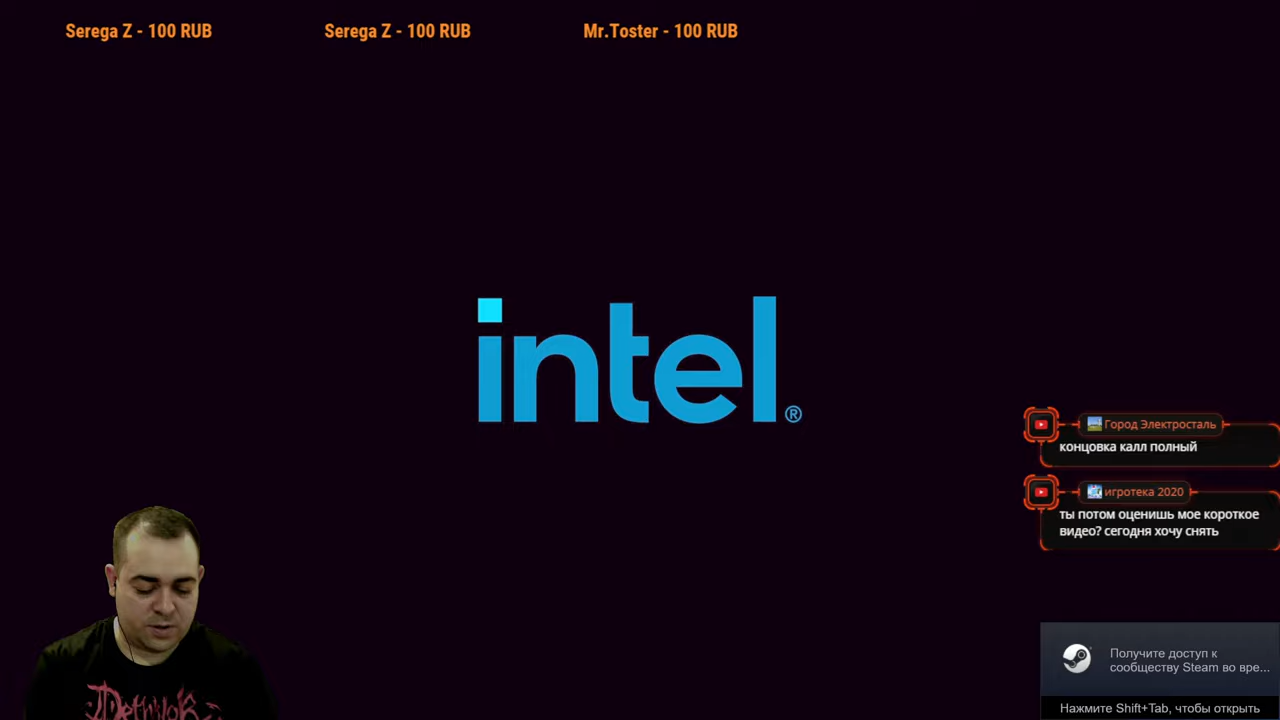 Serega Z - 100 RUB
Serega Z - 100 RUB
Mr.Toster - 100 RUB
intel®
Город Электросталь
концовка калл полный
игротека 2020
ты потом оценишь мое короткое
видео? сегодня хочу снять
Dethklok
Получите доступ к
сообществу Steam во вре...
Нажмите Shift+Tab, чтобы открыть